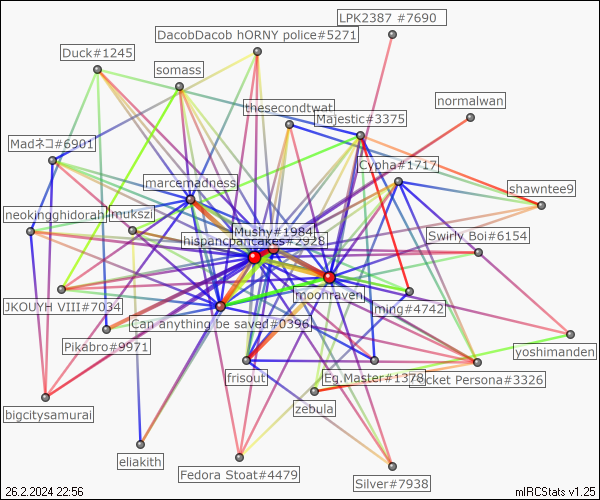 LPK2387 #7690
DacobDacob hORNY police#5271
Duck#1245
somass
thesecondtwat
normalwan
Majestic#3375
Madネコ#6901
Cypha#1717
marcemadness
shawntee9
neokingghidorah
mukszi
Mushy#1984
Swirly Boi#6154
hispanicpancakes#2928
moonraven
JKOUYH VIII#7034
ming#4742
Can anything be saved#0396
Pikabro#9971
yoshimanden
frisout
Eg.Master#1378
Persona#3326
zebula
bigcitysamurai
eliakith
Fedora Stoat#4479
Silver#7938
26.2.2024 22:56
mIRCStats v1.25